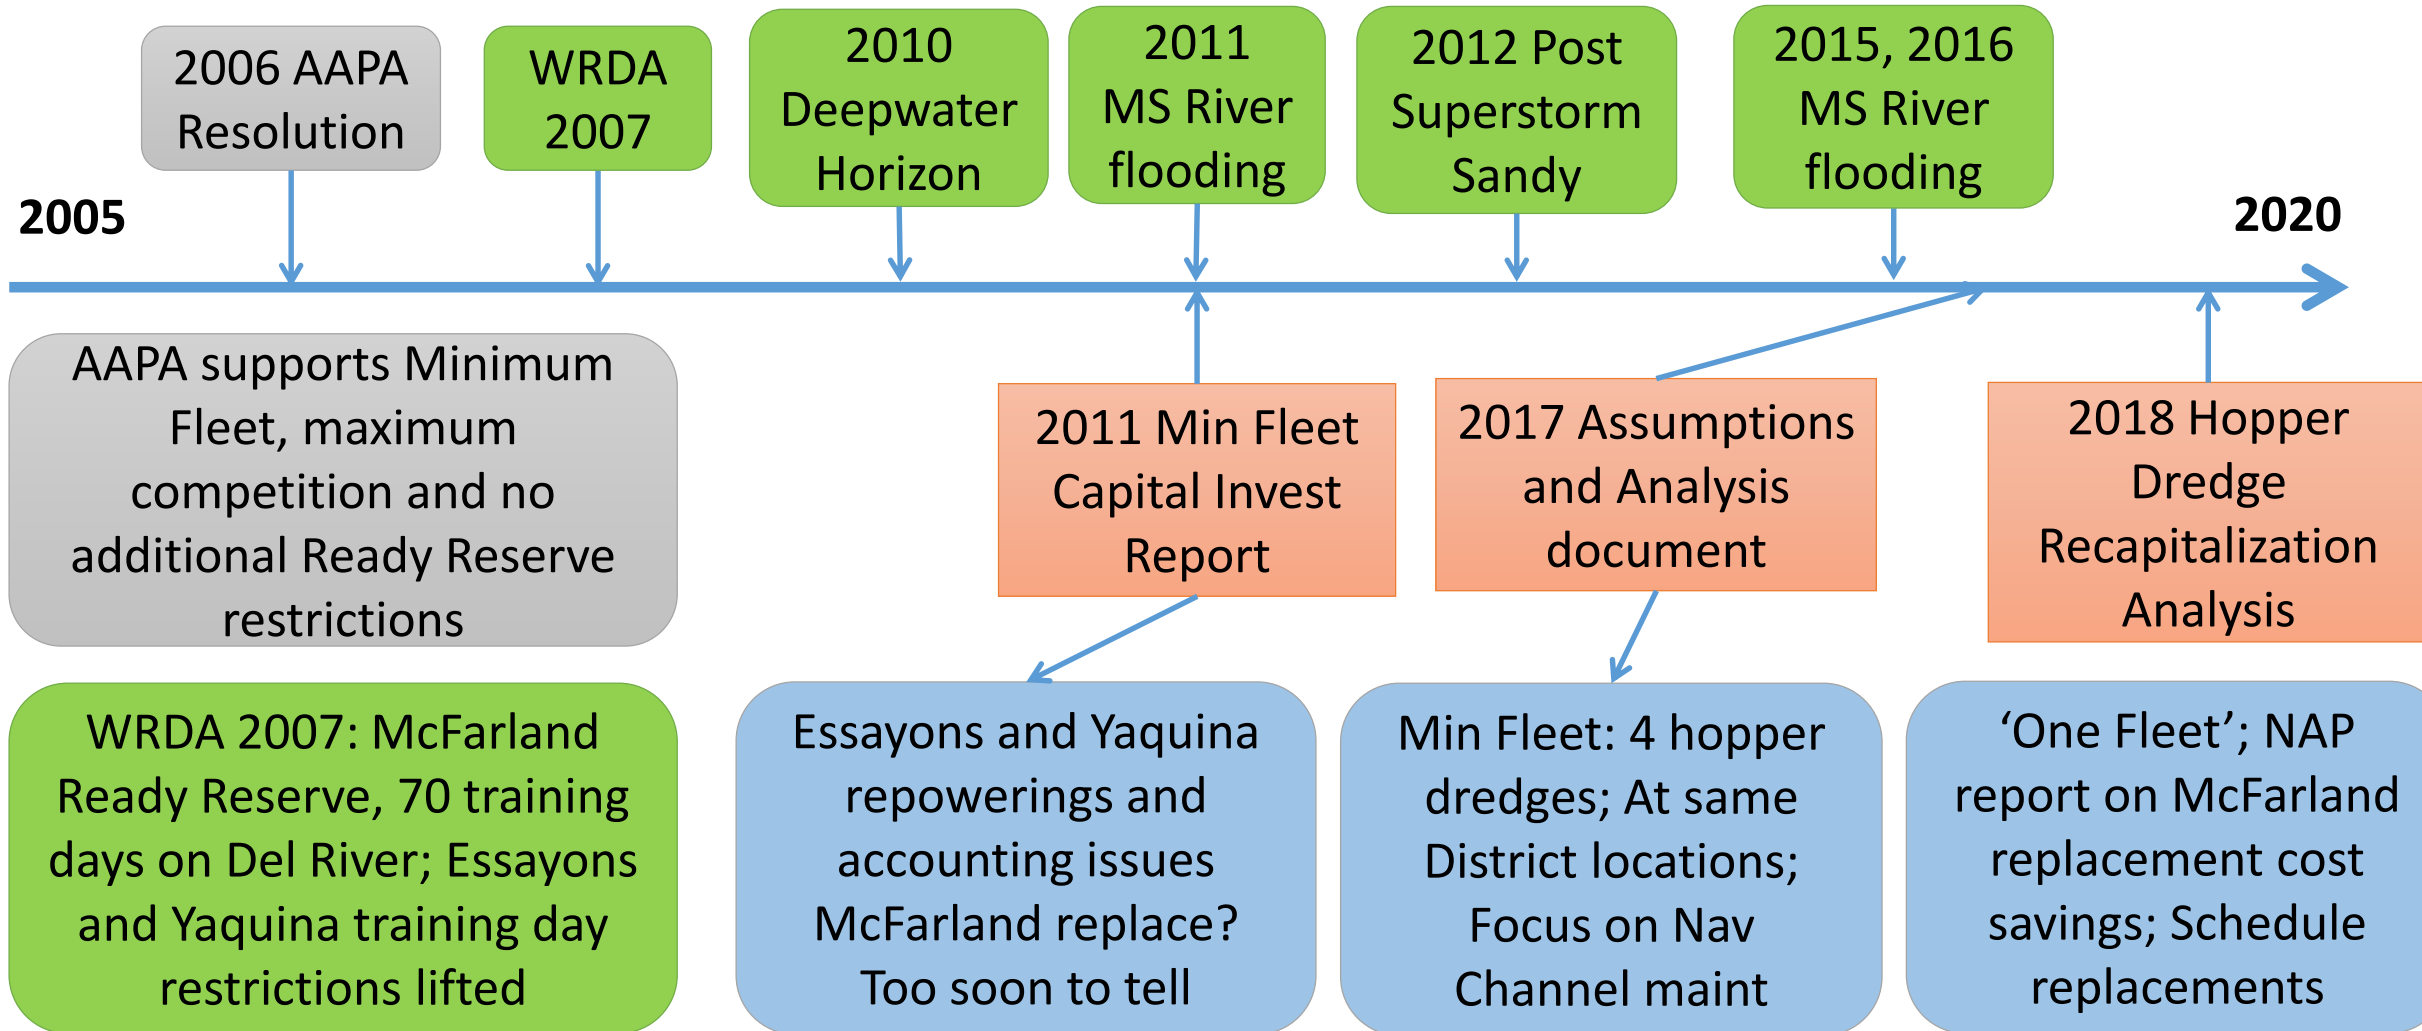 2006 AAPA
Resolution
WRDA
2007
2010
Deepwater
Horizon
2011
MS River
flooding
2012 Post
Superstorm
Sandy
2015, 2016
MS River
flooding
2005
2020
AAPA supports Minimum
Fleet, maximum
competition and no
additional Ready Reserve
restrictions
2011 Min Fleet
Capital Invest
Report
2017 Assumptions
and Analysis
document
2018 Hopper
Dredge
Recapitalization
Analysis
WRDA 2007: McFarland
Ready Reserve, 70 training
days on Del River; Essayons
and Yaquina training day
restrictions lifted
Essayons and Yaquina
repowerings and
accounting issues
McFarland replace?
Too soon to tell
Min Fleet: 4 hopper
dredges; At same
District locations;
Focus on Nav
Channel maint
‘One Fleet’; NAP
report on McFarland
replacement cost
savings; Schedule
replacements